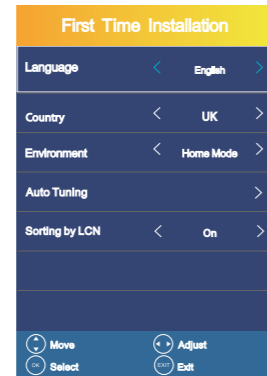 First Time Installation
Language < English >
Country < UK >
Environment < Home Mode >
Auto Tuning >
Sorting by LCN < On >
Move Adjust
OK Select EXIT Exit